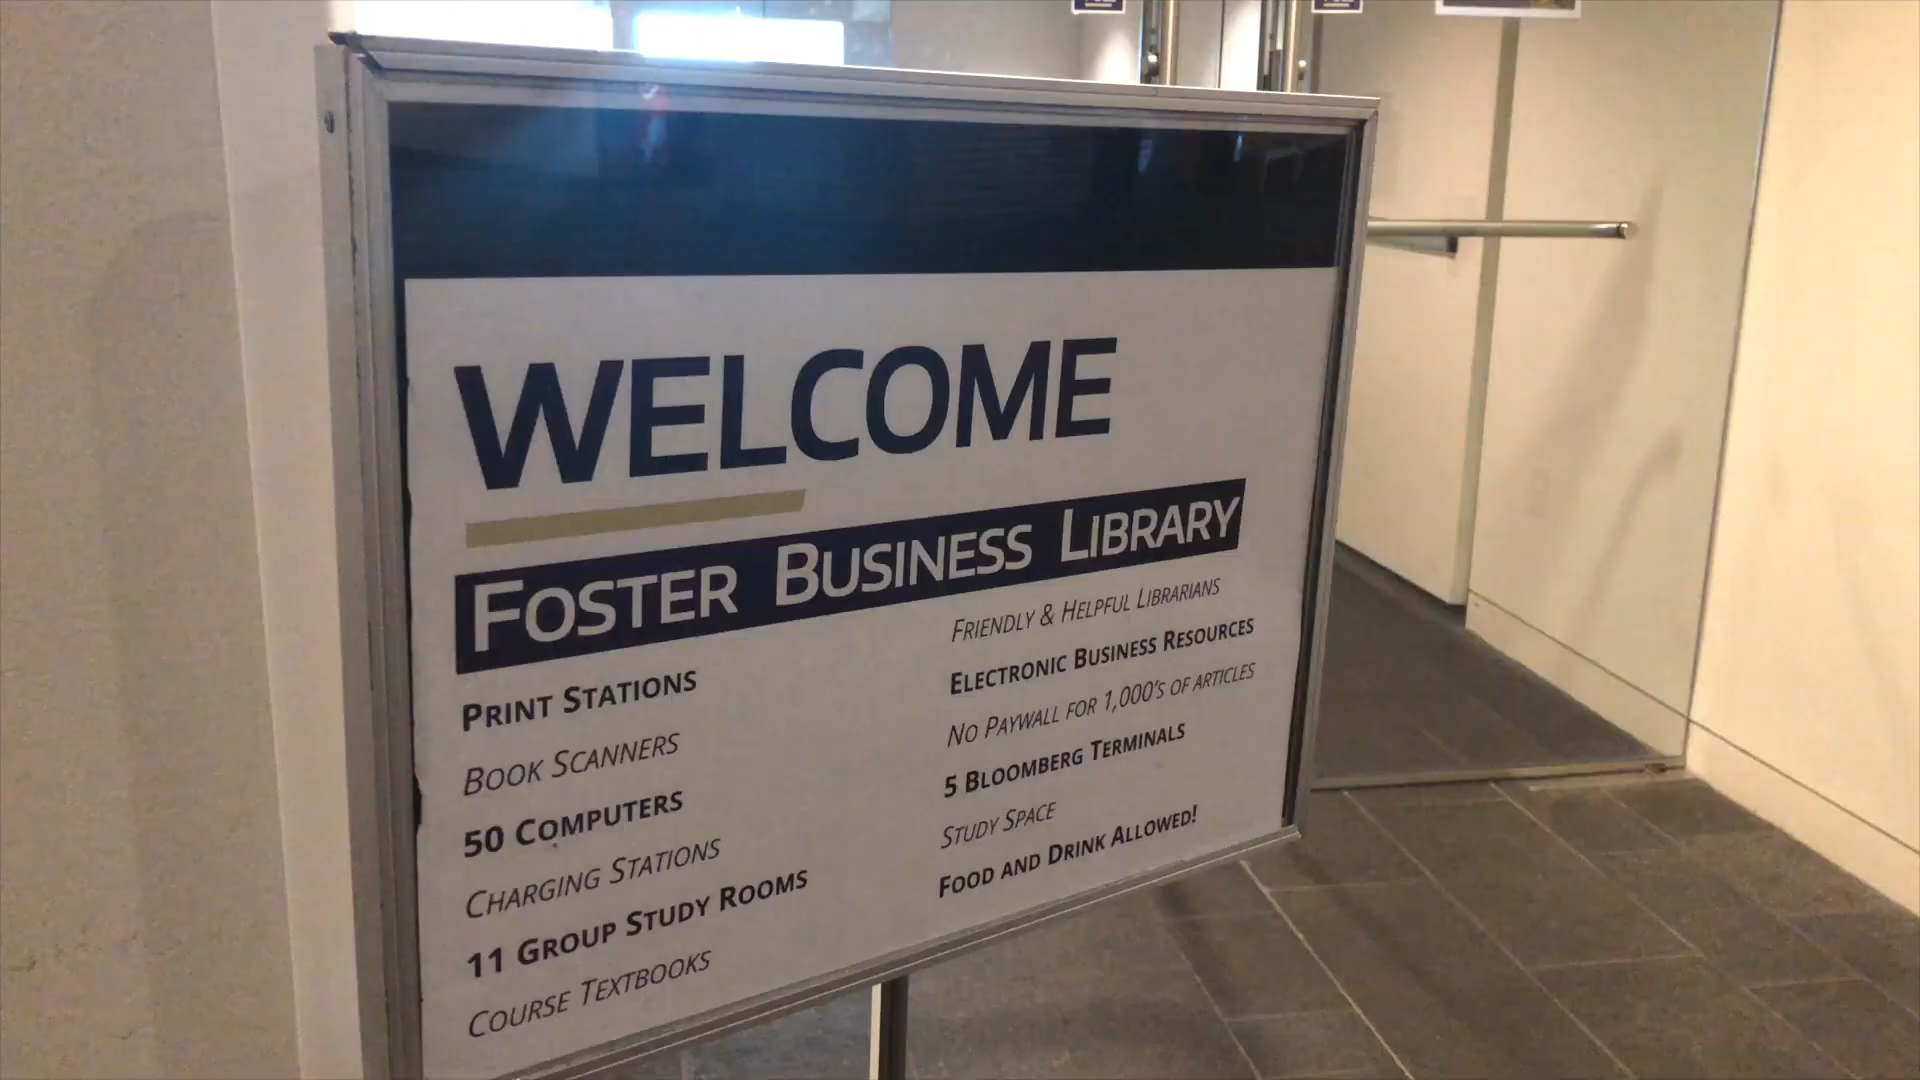 WELCOME
FOSTER BUSINESS LIBRARY
PRINT STATIONS
BOOK SCANNERS
50 COMPUTERS
CHARGING STATIONS
11 GROUP STUDY ROOMS
COURSE TEXTBOOKS
FRIENDLY & HELPFUL LIBRARIANS
ELECTRONIC BUSINESS RESOURCES
NO PAYWALL FOR 1,000'S OF ARTICLES
5 BLOOMBERG TERMINALS
STUDY SPACE
FOOD AND DRINK ALLOWED!